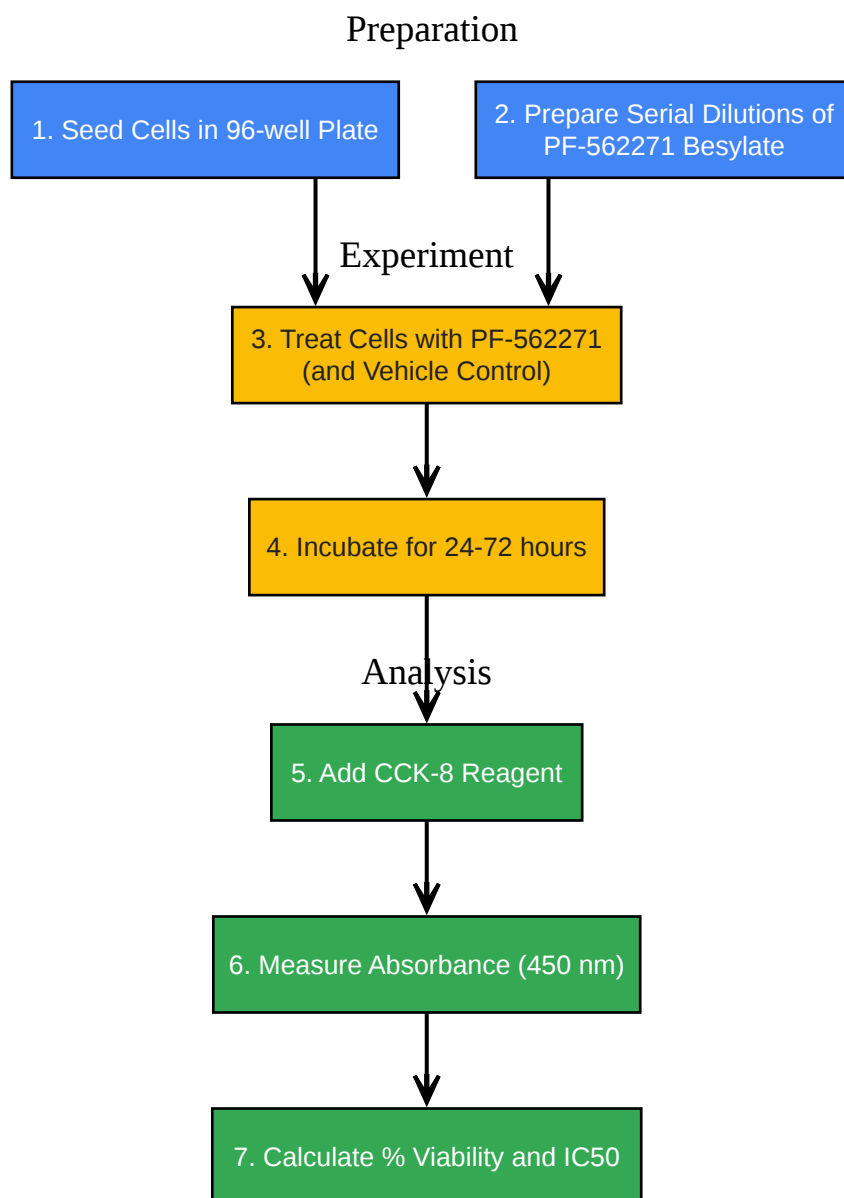 Preparation
1. Seed Cells in 96-well Plate
2. Prepare Serial Dilutions of
PF-562271 Besylate
Experiment
3. Treat Cells with PF-562271
(and Vehicle Control)
4. Incubate for 24-72 hours
Analysis
5. Add CCK-8 Reagent
6. Measure Absorbance (450 nm)
7. Calculate % Viability and IC50